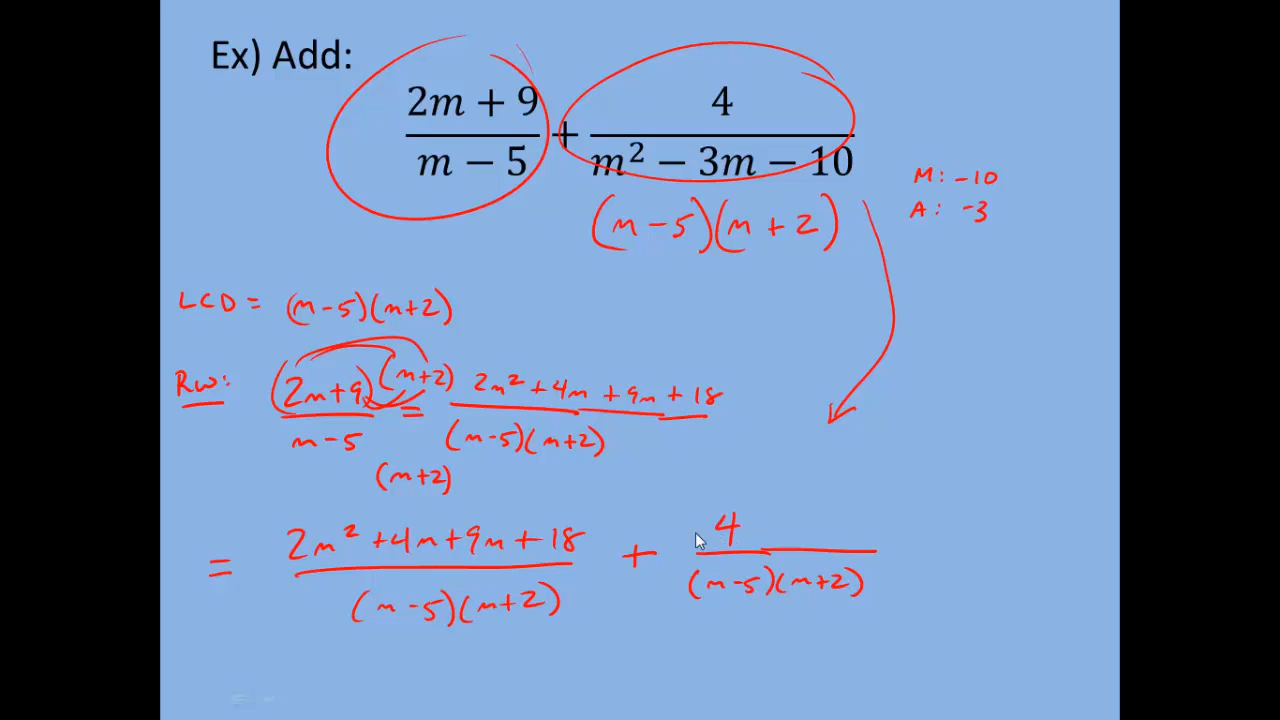 Ex) Add:
2m + 9 / m − 5 + 4 / m² − 3m − 10
M: -10
A: -3
(m-5)(m+2)
LCD = (m-5)(m+2)
Rw: (2m+9)(m+2) / m-5 (m+2) = 2m²+4m+9m+18 / (m-5)(m+2)
= 2m²+4m+9m+18 / (m-5)(m+2) + 4 / (m-5)(m+2)